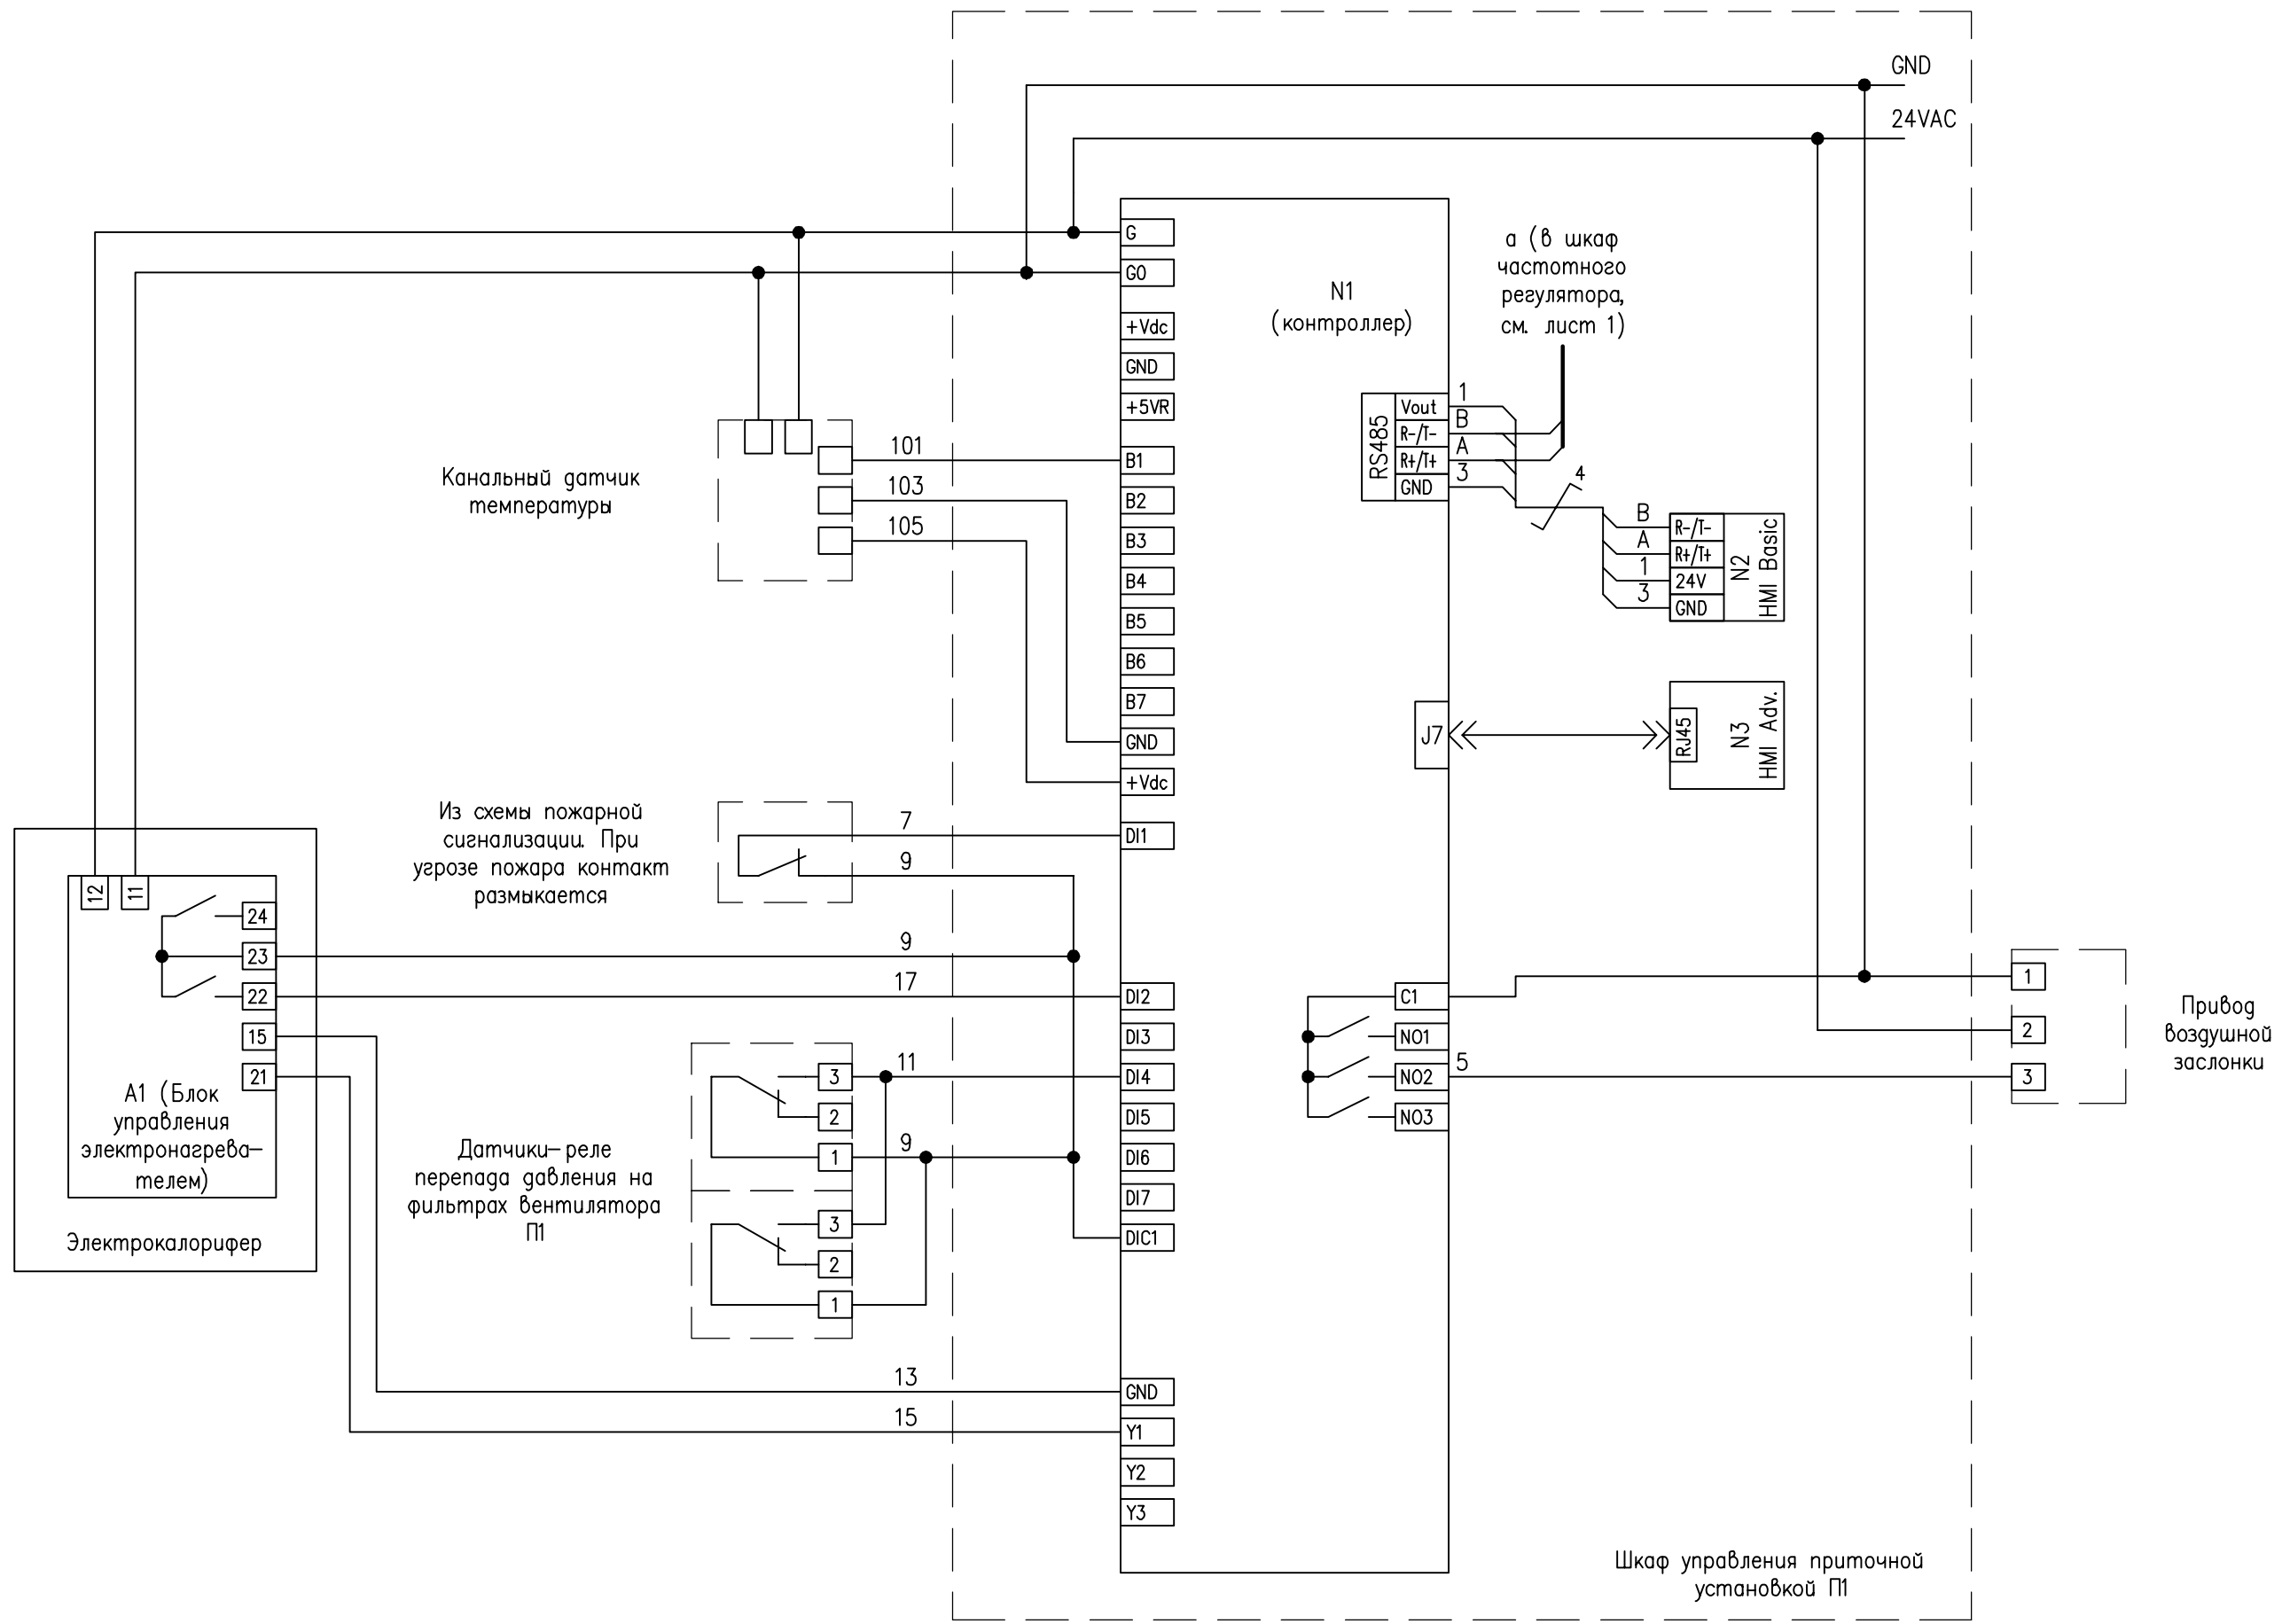 GND
24VAC
G
G0
+Vdc
GND
+5VR
B1
B2
B3
B4
B5
B6
B7
GND
+Vdc
DI1
DI2
DI3
DI4
DI5
DI6
DI7
DIC1
GND
Y1
Y2
Y3
N1
(контроллер)
а (в шкаф
частотного
регулятора,
см. лист 1)
RS485
Vout
R-/T-
R+/T+
GND
1
B
A
3
4
B
A
1
3
R-/T-
R+/T+
24V
GND
N2
HMI Basic
J7
RJ45
N3
HMI Adv.
C1
NO1
NO2
NO3
5
1
2
3
Привод
воздушной
заслонки
Канальный датчик
температуры
101
103
105
Из схемы пожарной
сигнализации. При
угрозе пожара контакт
размыкается
7
9
9
17
11
9
13
15
Датчики-реле
перепада давления на
фильтрах вентилятора
П1
3
2
1
3
2
1
12
11
24
23
22
15
21
А1 (Блок
управления
электронагрева-
телем)
Электрокалорифер
Шкаф управления приточной
установкой П1